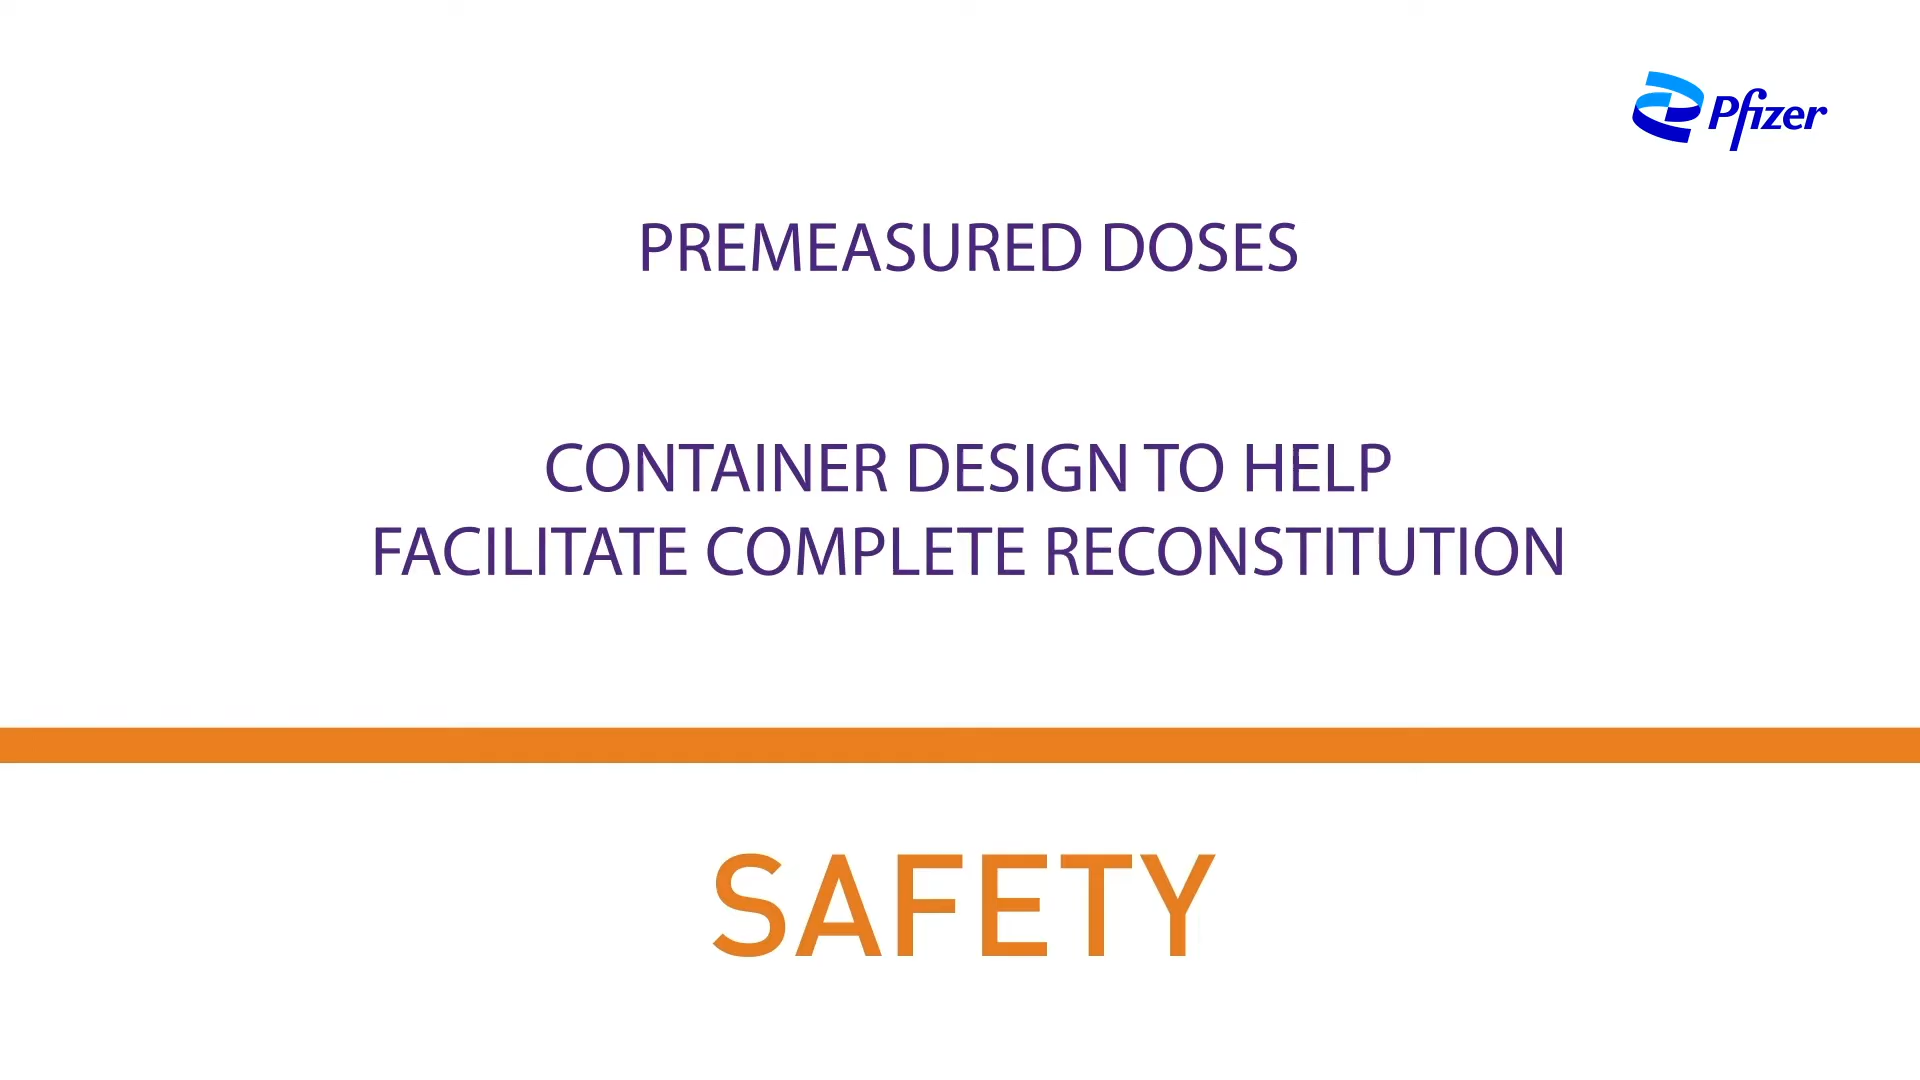 Pfizer
PREMEASURED DOSES
CONTAINER DESIGN TO HELP
FACILITATE COMPLETE RECONSTITUTION
SAFETY